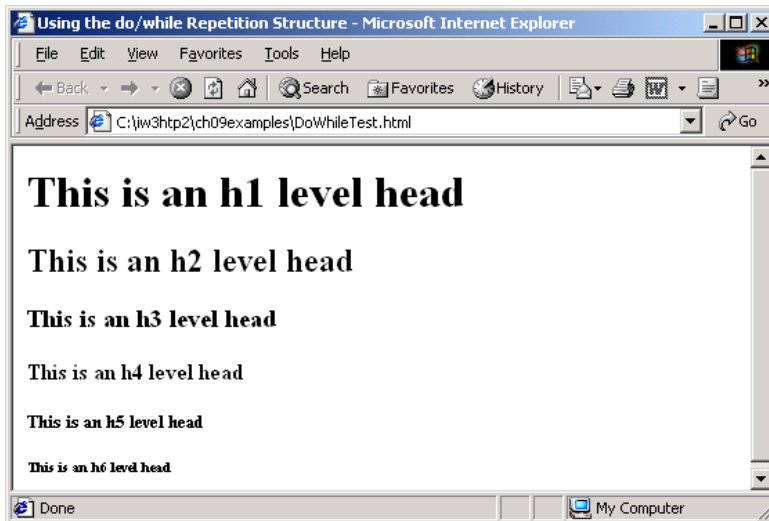 Using the do/while Repetition Structure - Microsoft Internet Explorer
File Edit View Favorites Tools Help
Back Search Favorites History »
Address C:\iw3htp2\ch09examples\DoWhileTest.html Go
This is an h1 level head
This is an h2 level head
This is an h3 level head
This is an h4 level head
This is an h5 level head
This is an h6 level head
Done My Computer